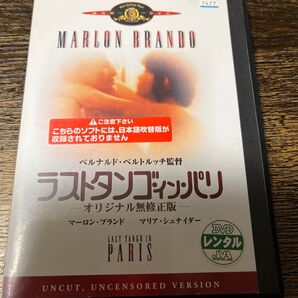 7477
MARLON BRANDO
ご注意下さい
こちらのソフトには、日本語吹替版が
収録されておりません
ベルナルド・ベルトルッチ監督
ラストタンゴ・イン・パリ
オリジナル無修正版
マーロン・ブランド マリア・シュナイダー
LAST TANGO IN
PARIS
DVD
レンタル
JVA
UNCUT, UNCENSORED VERSION